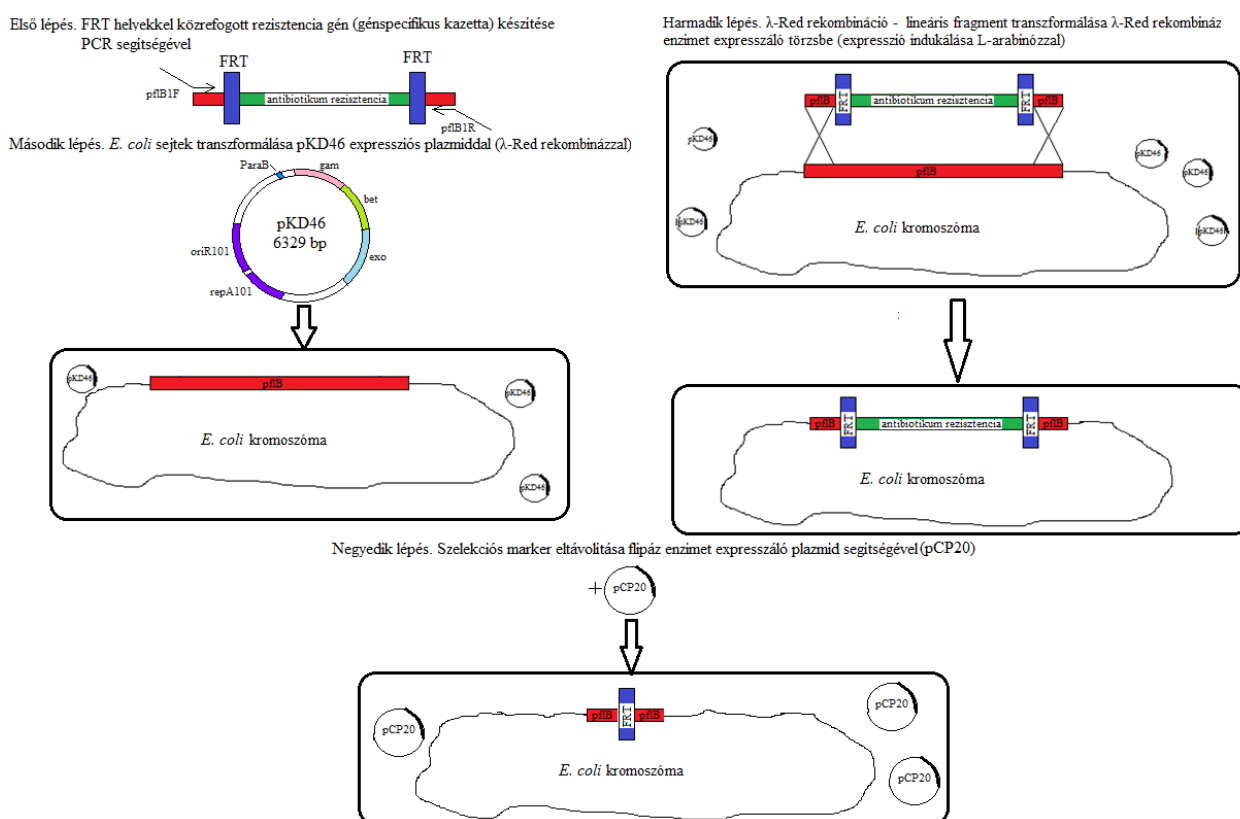 Első lépés. FRT helyekkel közrefogott rezisztencia gén (génspecifikus kazetta) készitése
PCR segitségével
FRT
FRT
pflB1F
antibiotikum rezisztencia
pflB1R
Második lépés. E. coli sejtek transzformálása pKD46 expressziós plazmiddal (λ-Red rekombinázzal)
ParaB
gam
bet
pKD46
6329 bp
oriR101
exo
repA101
pKD46
pflB
pKD46
E. coli kromoszóma
pKD46
Harmadik lépés. λ-Red rekombináció - lineáris fragment transzformálása λ-Red rekombináz
enzimet expresszáló törzsbe (expresszió indukálása L-arabinózzal)
pflB
FRT
antibiotikum rezisztencia
FRT
pflB
pKD46
pKD46
pflB
pKD46
pKD46
E. coli kromoszóma
pKD46
:
pflB
FRT
antibiotikum rezisztencia
FRT
pflB
E. coli kromoszóma
Negyedik lépés. Szelekciós marker eltávolitása flipáz enzimet expresszáló plazmid segitségével (pCP20)
+
pCP20
pflB
FRT
pflB
pCP20
pCP20
E. coli kromoszóma
pCP20